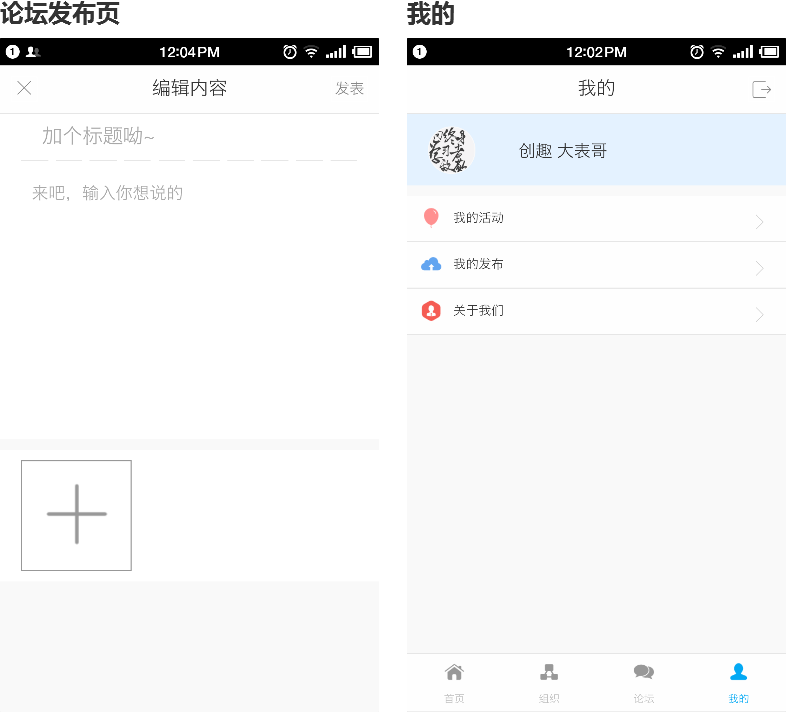 论坛发布页
12:04PM
编辑内容
发表
加个标题呦~
来吧，输入你想说的
我的
12:02PM
我的
创趣 大表哥
我的活动
我的发布
关于我们
首页
组织
论坛
我的